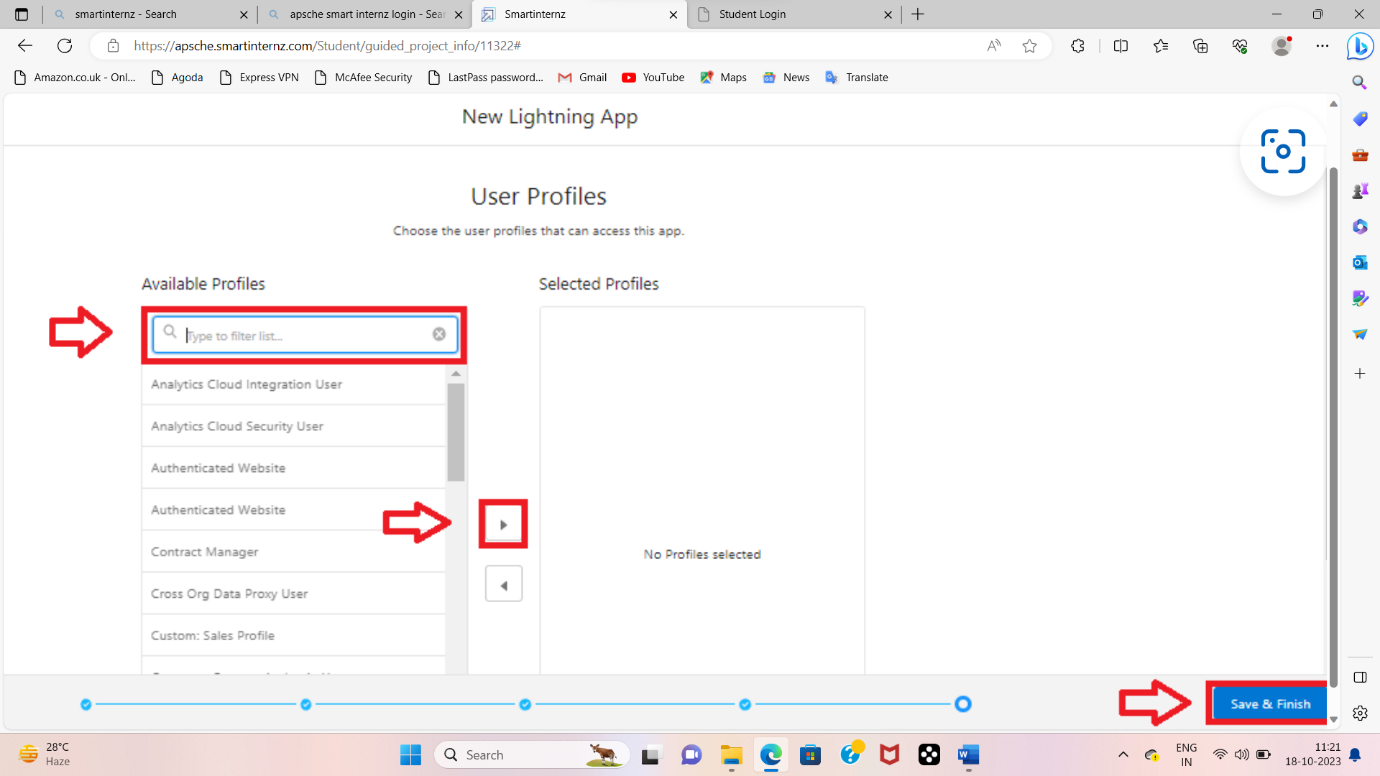 smartinternz - Search
apsche smart internz login - Sear
Smartinternz
Student Login
https://apsche.smartinternz.com/Student/guided_project_info/11322#
Amazon.co.uk - Onl...
Agoda
Express VPN
McAfee Security
LastPass password...
Gmail
YouTube
Maps
News
Translate
New Lightning App
User Profiles
Choose the user profiles that can access this app.
Available Profiles
Selected Profiles
Type to filter list...
Analytics Cloud Integration User
Analytics Cloud Security User
Authenticated Website
Authenticated Website
Contract Manager
No Profiles selected
Cross Org Data Proxy User
Custom: Sales Profile
Save & Finish
28°C
Haze
Search
ENG
IN
11:21
18-10-2023